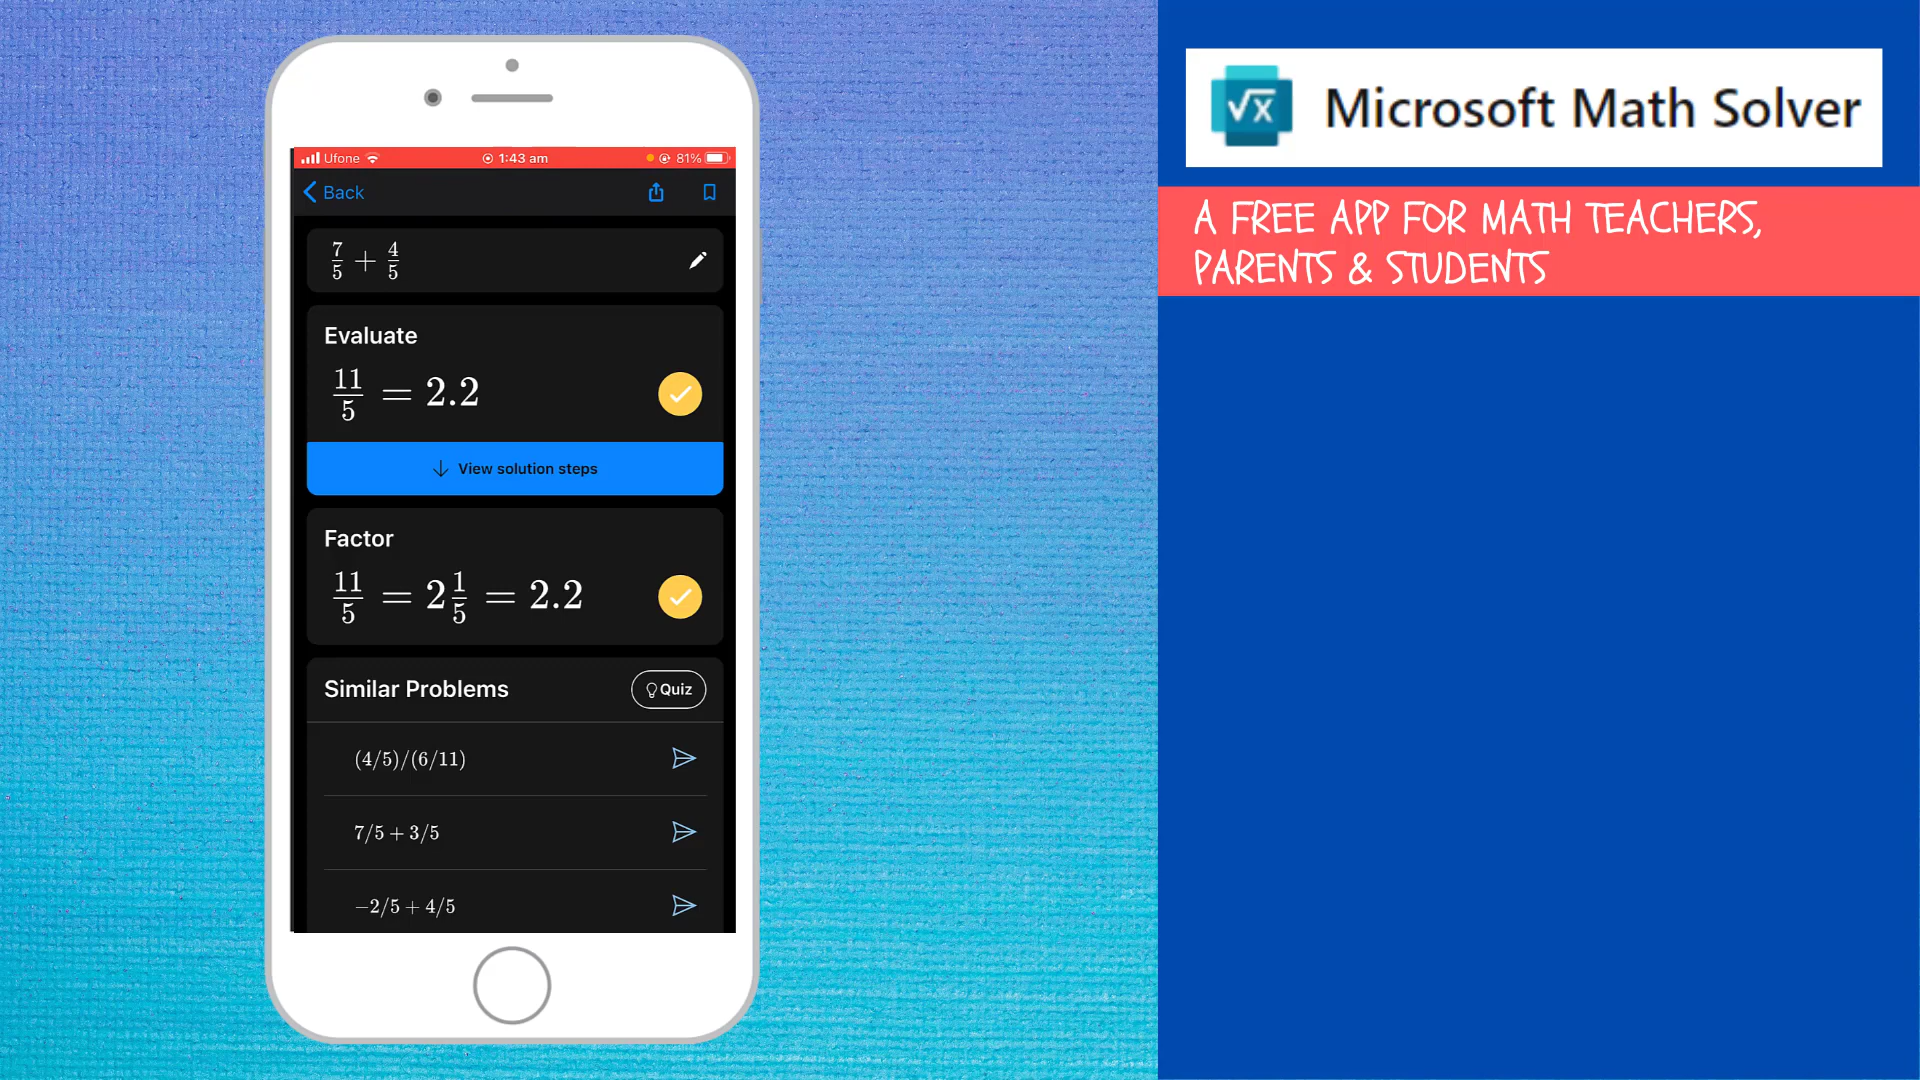 Ufone 1:43 am 81%
Back
7/5 + 4/5
Evaluate
11/5 = 2.2
View solution steps
Factor
11/5 = 2 1/5 = 2.2
Similar Problems
Quiz
(4/5)/(6/11)
7/5 + 3/5
−2/5 + 4/5
√x Microsoft Math Solver
A FREE APP FOR MATH TEACHERS,
PARENTS & STUDENTS